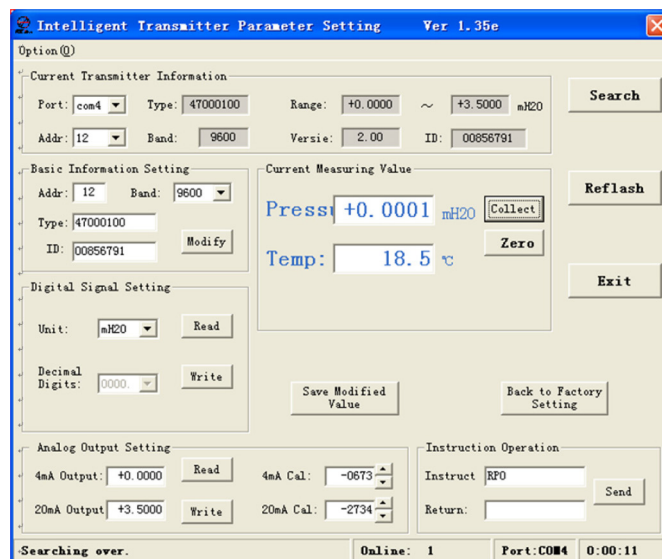 Intelligent Transmitter Parameter Setting Ver 1.35e
Option(O)
Current Transmitter Information
Port: com4 Type: 47000100 Range: +0.0000 ~ +3.5000 mH2O
Addr: 12 Band: 9600 Versie: 2.00 ID: 00856791
Search
Basic Information Setting
Addr: 12 Band: 9600
Type: 47000100
ID: 00856791
Modify
Current Measuring Value
Pressu +0.0001 mH2O Collect
Zero
Temp: 18.5 ℃
Reflash
Exit
Digital Signal Setting
Unit: mH2O Read
Decimal
Digits: 0000. Write
Save Modified
Value
Back to Factory
Setting
Analog Output Setting
4mA Output: +0.0000 Read 4mA Cal: -0673
20mA Output +3.5000 Write 20mA Cal: -2734
Instruction Operation
Instruct RPO
Return:
Send
Searching over. Online: 1 Port:COM4 0:00:11